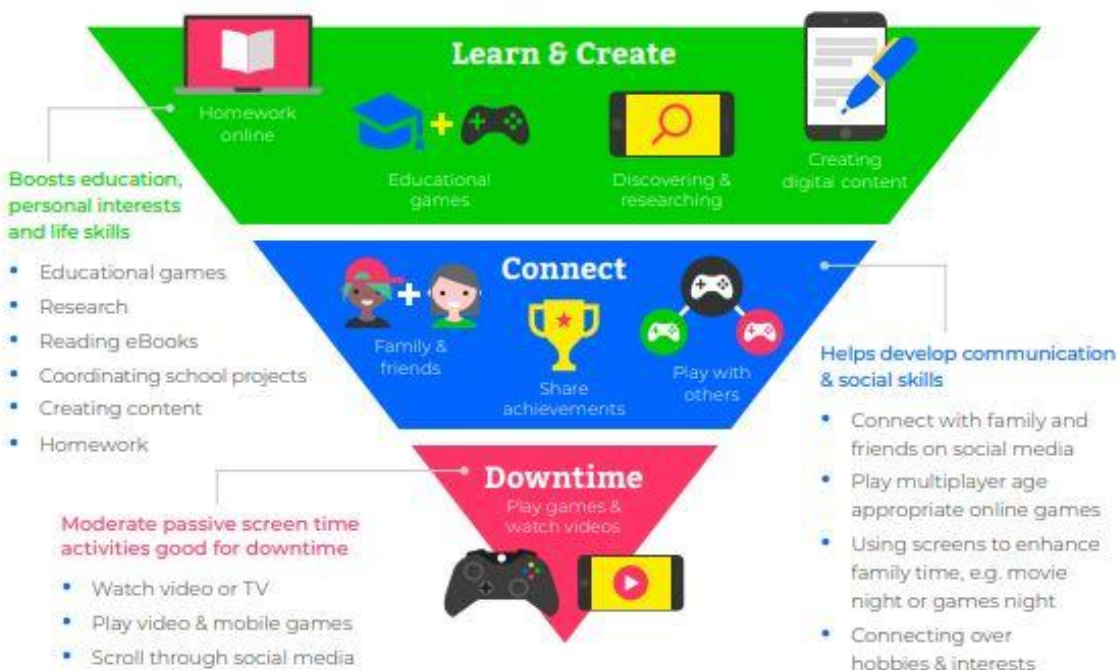 Learn & Create
Homework
online
Educational
games
Discovering &
researching
Creating
digital content
Boosts education,
personal interests
and life skills
• Educational games
• Research
• Reading eBooks
• Coordinating school projects
• Creating content
• Homework
Connect
Family &
friends
Share
achievements
Play with
others
Helps develop communication
& social skills
• Connect with family and
friends on social media
• Play multiplayer age
appropriate online games
• Using screens to enhance
family time, e.g. movie
night or games night
• Connecting over
hobbies & interests
Downtime
Play games &
watch videos
Moderate passive screen time
activities good for downtime
• Watch video or TV
• Play video & mobile games
• Scroll through social media